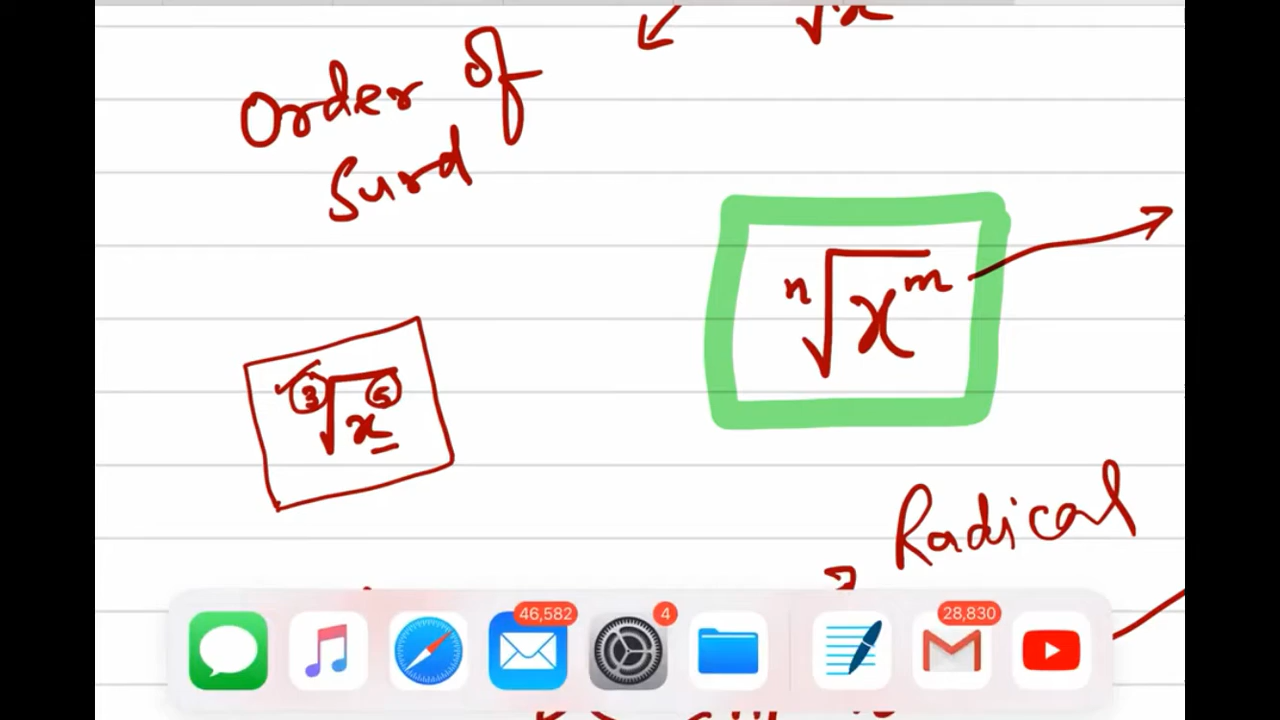 √x
Order of
Surd
ⁿ√xᵐ
³√x⁵
Radical
46,582
4
28,830